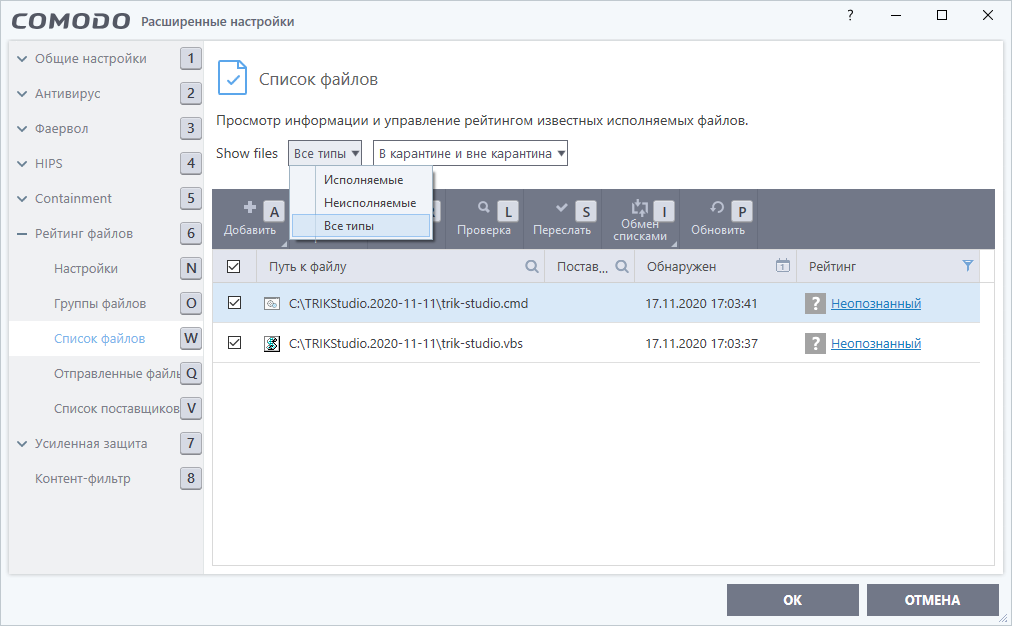 COMODO Расширенные настройки
?
Общие настройки 1
Антивирус 2
Фаервол 3
HIPS 4
Containment 5
Рейтинг файлов 6
Настройки N
Группы файлов O
Список файлов W
Отправленные файлы Q
Список поставщиков V
Усиленная защита 7
Контент-фильтр 8
Список файлов
Просмотр информации и управление рейтингом известных исполняемых файлов.
Show files Все типы В карантине и вне карантина
Исполняемые
Неисполняемые
Все типы
Добавить A
Проверка L
Переслать S
Обмен списками I
Обновить P
Путь к файлу Постав... Обнаружен 1 Рейтинг
C:\TRIKStudio.2020-11-11\trik-studio.cmd 17.11.2020 17:03:41 ? Неопознанный
C:\TRIKStudio.2020-11-11\trik-studio.vbs 17.11.2020 17:03:37 ? Неопознанный
OK ОТМЕНА